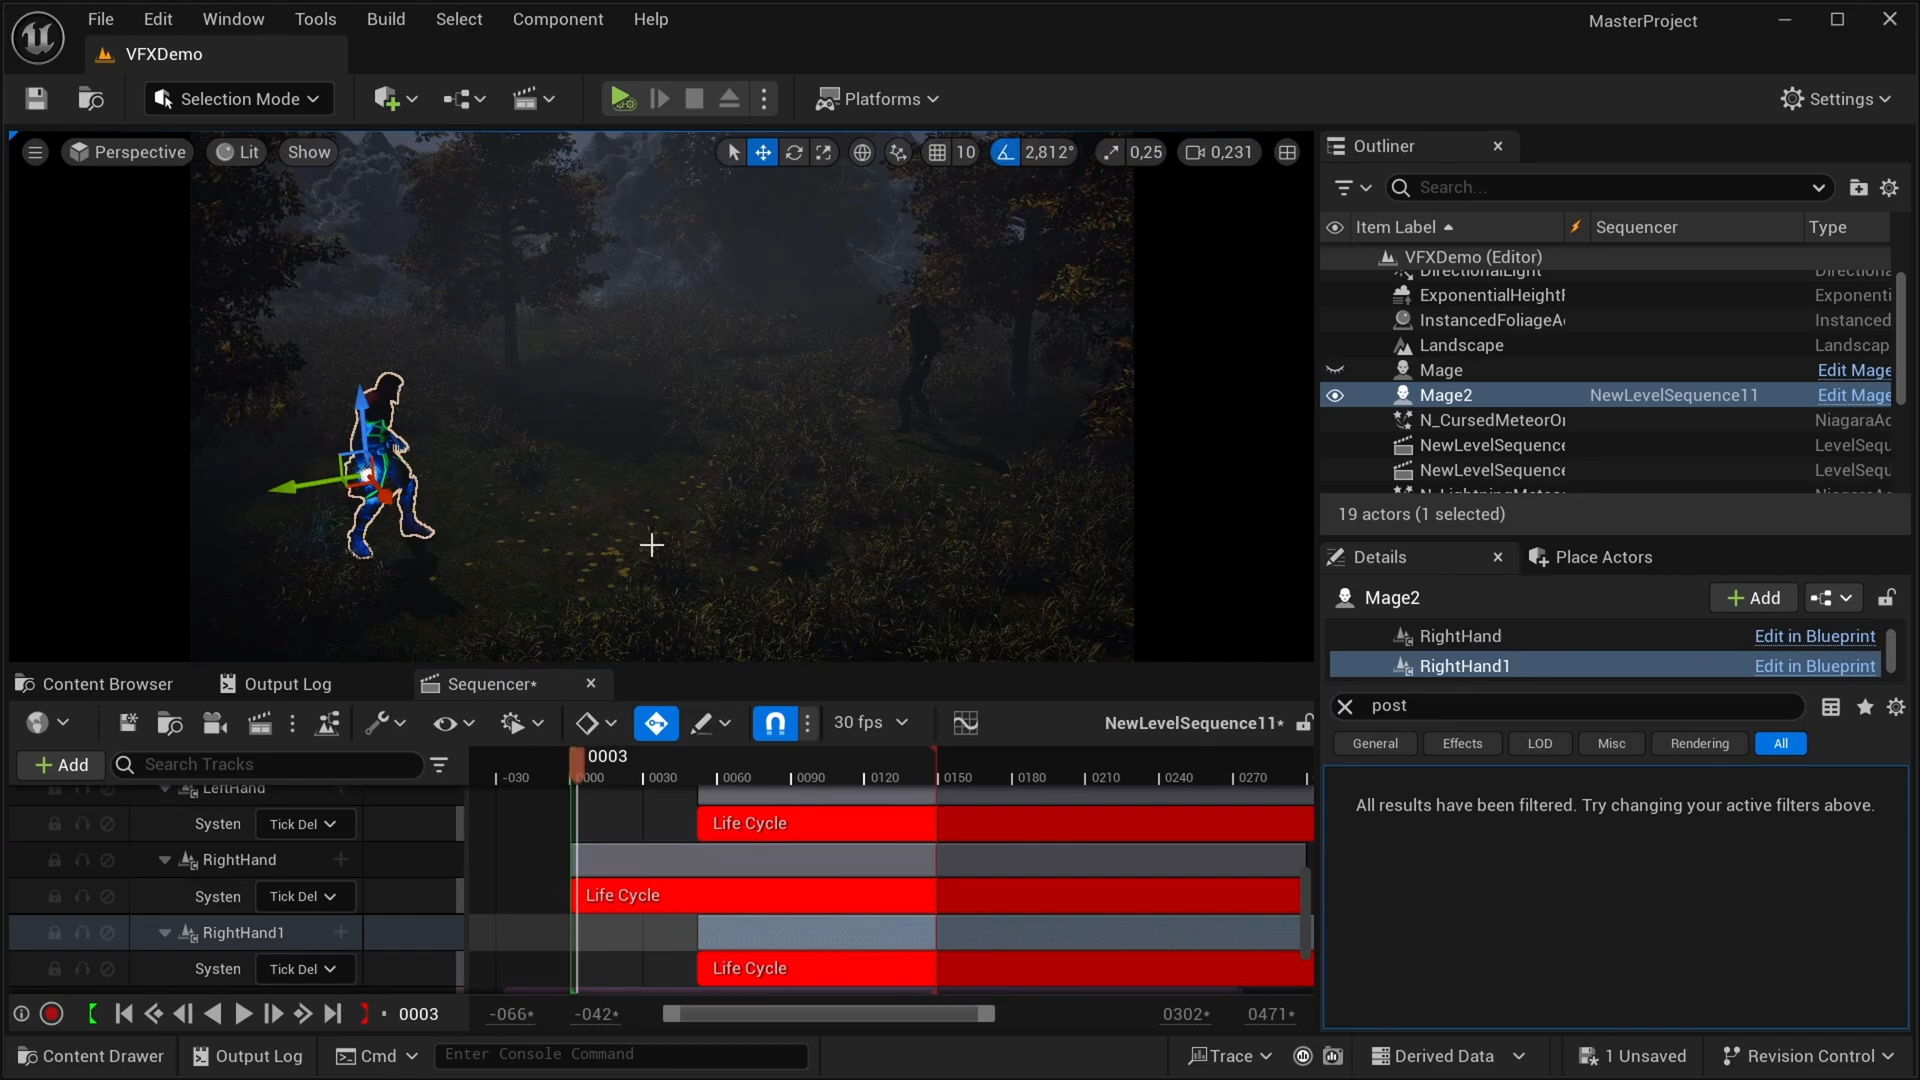 File Edit Window Tools Build Select Component Help MasterProject
VFXDemo
Selection Mode Platforms Settings
Perspective Lit Show 10 2,812° 0,25 0,231
Outliner
Search...
Item Label Sequencer Type
VFXDemo (Editor)
DirectionalLight Directiona
ExponentialHeightF Exponenti
InstancedFoliageA Instanced
Landscape Landscap
Mage Edit Mage
Mage2 NewLevelSequence11 Edit Mage
N_CursedMeteorOr NiagaraAc
NewLevelSequence LevelSequ
NewLevelSequence LevelSequ
19 actors (1 selected)
Details Place Actors
Mage2 Add
RightHand Edit in Blueprint
RightHand1 Edit in Blueprint
post
General Effects LOD Misc Rendering All
All results have been filtered. Try changing your active filters above.
Content Browser Output Log Sequencer*
30 fps NewLevelSequence11*
Add Search Tracks
0003
-030 0000 0030 0060 0090 0120 0150 0180 0210 0240 0270
LeftHand
Systen Tick Del Life Cycle
RightHand
Systen Tick Del Life Cycle
RightHand1
Systen Tick Del Life Cycle
0003 -066* -042* 0302* 0471*
Content Drawer Output Log Cmd Enter Console Command Trace Derived Data 1 Unsaved Revision Control